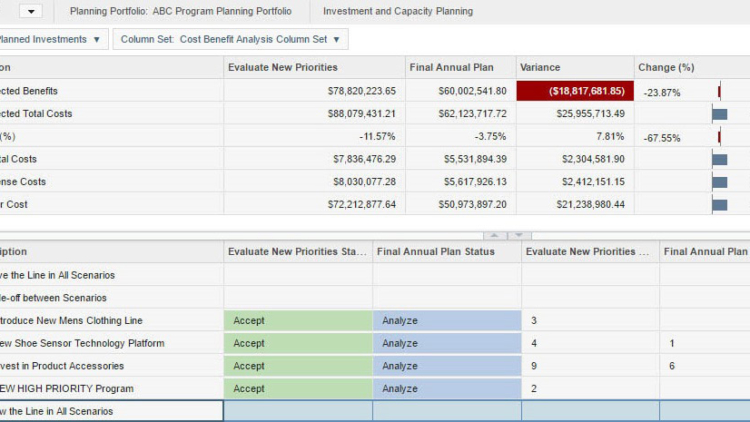 Planning Portfolio: ABC Program Planning Portfolio Investment and Capacity Planning
lanned Investments Column Set: Cost Benefit Analysis Column Set
on Evaluate New Priorities Final Annual Plan Variance Change (%)
cted Benefits $78,820,223.65 $60,002,541.80 ($18,817,681.85) -23.87%
cted Total Costs $88,079,431.21 $62,123,717.72 $25,955,713.49
(%) -11.57% -3.75% 7.81% -67.55%
al Costs $7,836,476.29 $5,531,894.39 $2,304,581.90
nse Costs $8,030,077.28 $5,617,926.13 $2,412,151.15
r Cost $72,212,877.64 $50,973,897.20 $21,238,980.44
iption Evaluate New Priorities Sta... Final Annual Plan Status Evaluate New Priorities ... Final Annual Plan
ve the Line in All Scenarios
le-off between Scenarios
troduce New Mens Clothing Line Accept Analyze 3
ew Shoe Sensor Technology Platform Accept Analyze 4 1
vest in Product Accessories Accept Analyze 9 6
EW HIGH PRIORITY Program Accept Analyze 2
w the Line in All Scenarios